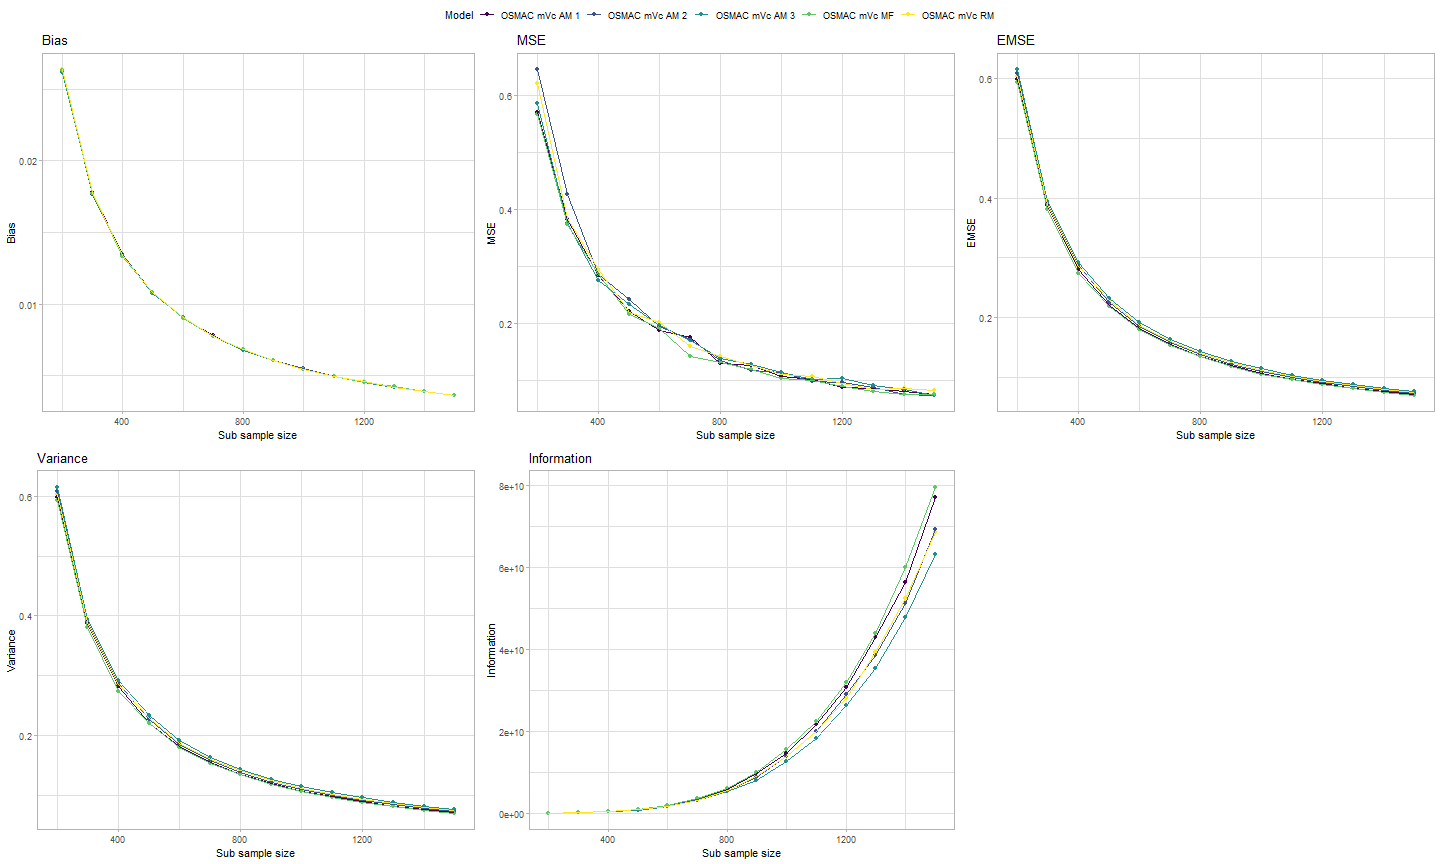 Model OSMAC mVc AM 1 OSMAC mVc AM 2 OSMAC mVc AM 3 OSMAC mVc MF OSMAC mVc RM
Bias
0.02
0.01
Bias
400 800 1200
Sub sample size
MSE
0.6
0.4
0.2
MSE
400 800 1200
Sub sample size
EMSE
0.6
0.4
0.2
EMSE
400 800 1200
Sub sample size
Variance
0.6
0.4
0.2
Variance
400 800 1200
Sub sample size
Information
8e+10
6e+10
4e+10
2e+10
0e+00
Information
400 800 1200
Sub sample size